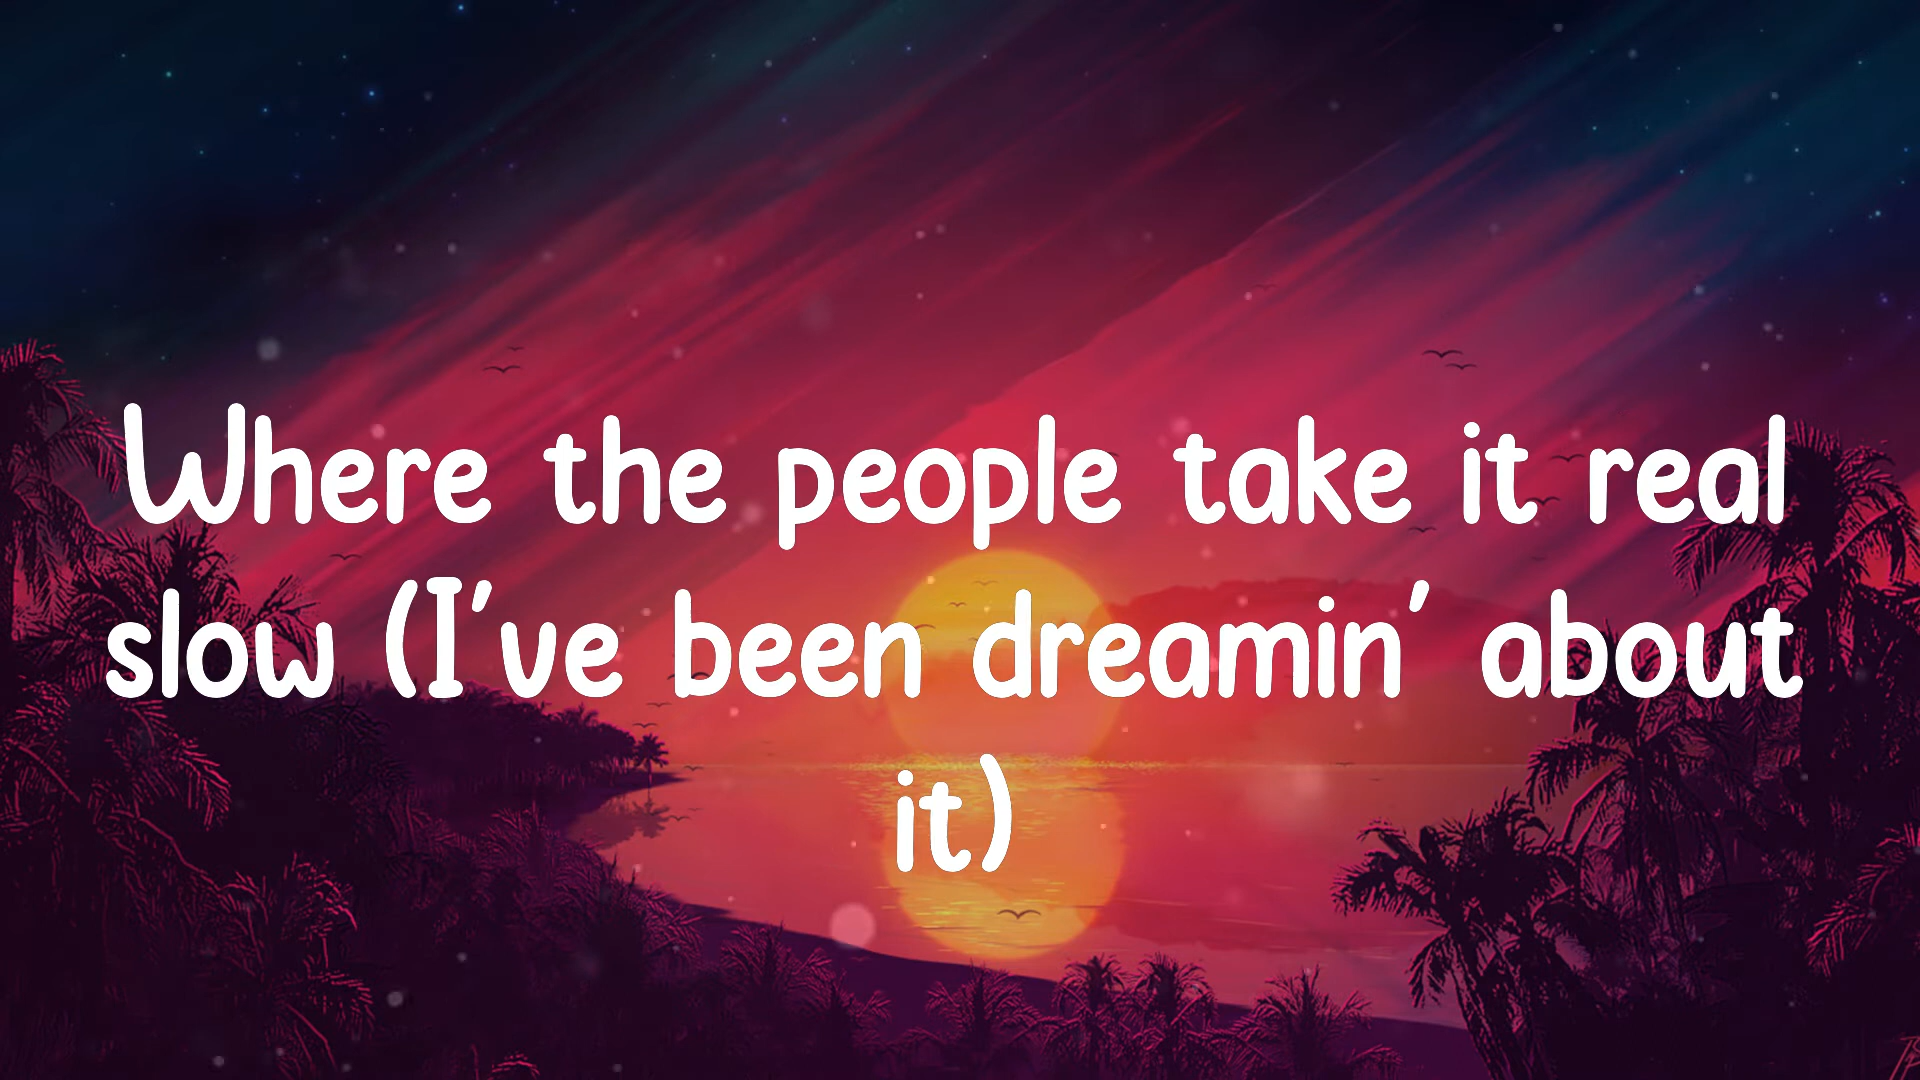 Where the people take it real
slow (I've been dreamin' about
it)